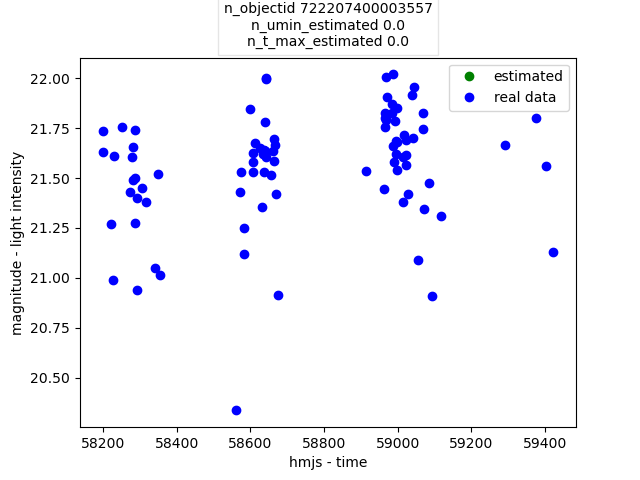 n_objectid 722207400003557
n_umin_estimated 0.0
n_t_max_estimated 0.0
estimated
real data
magnitude - light intensity
22.00
21.75
21.50
21.25
21.00
20.75
20.50
58200 58400 58600 58800 59000 59200 59400
hmjs - time